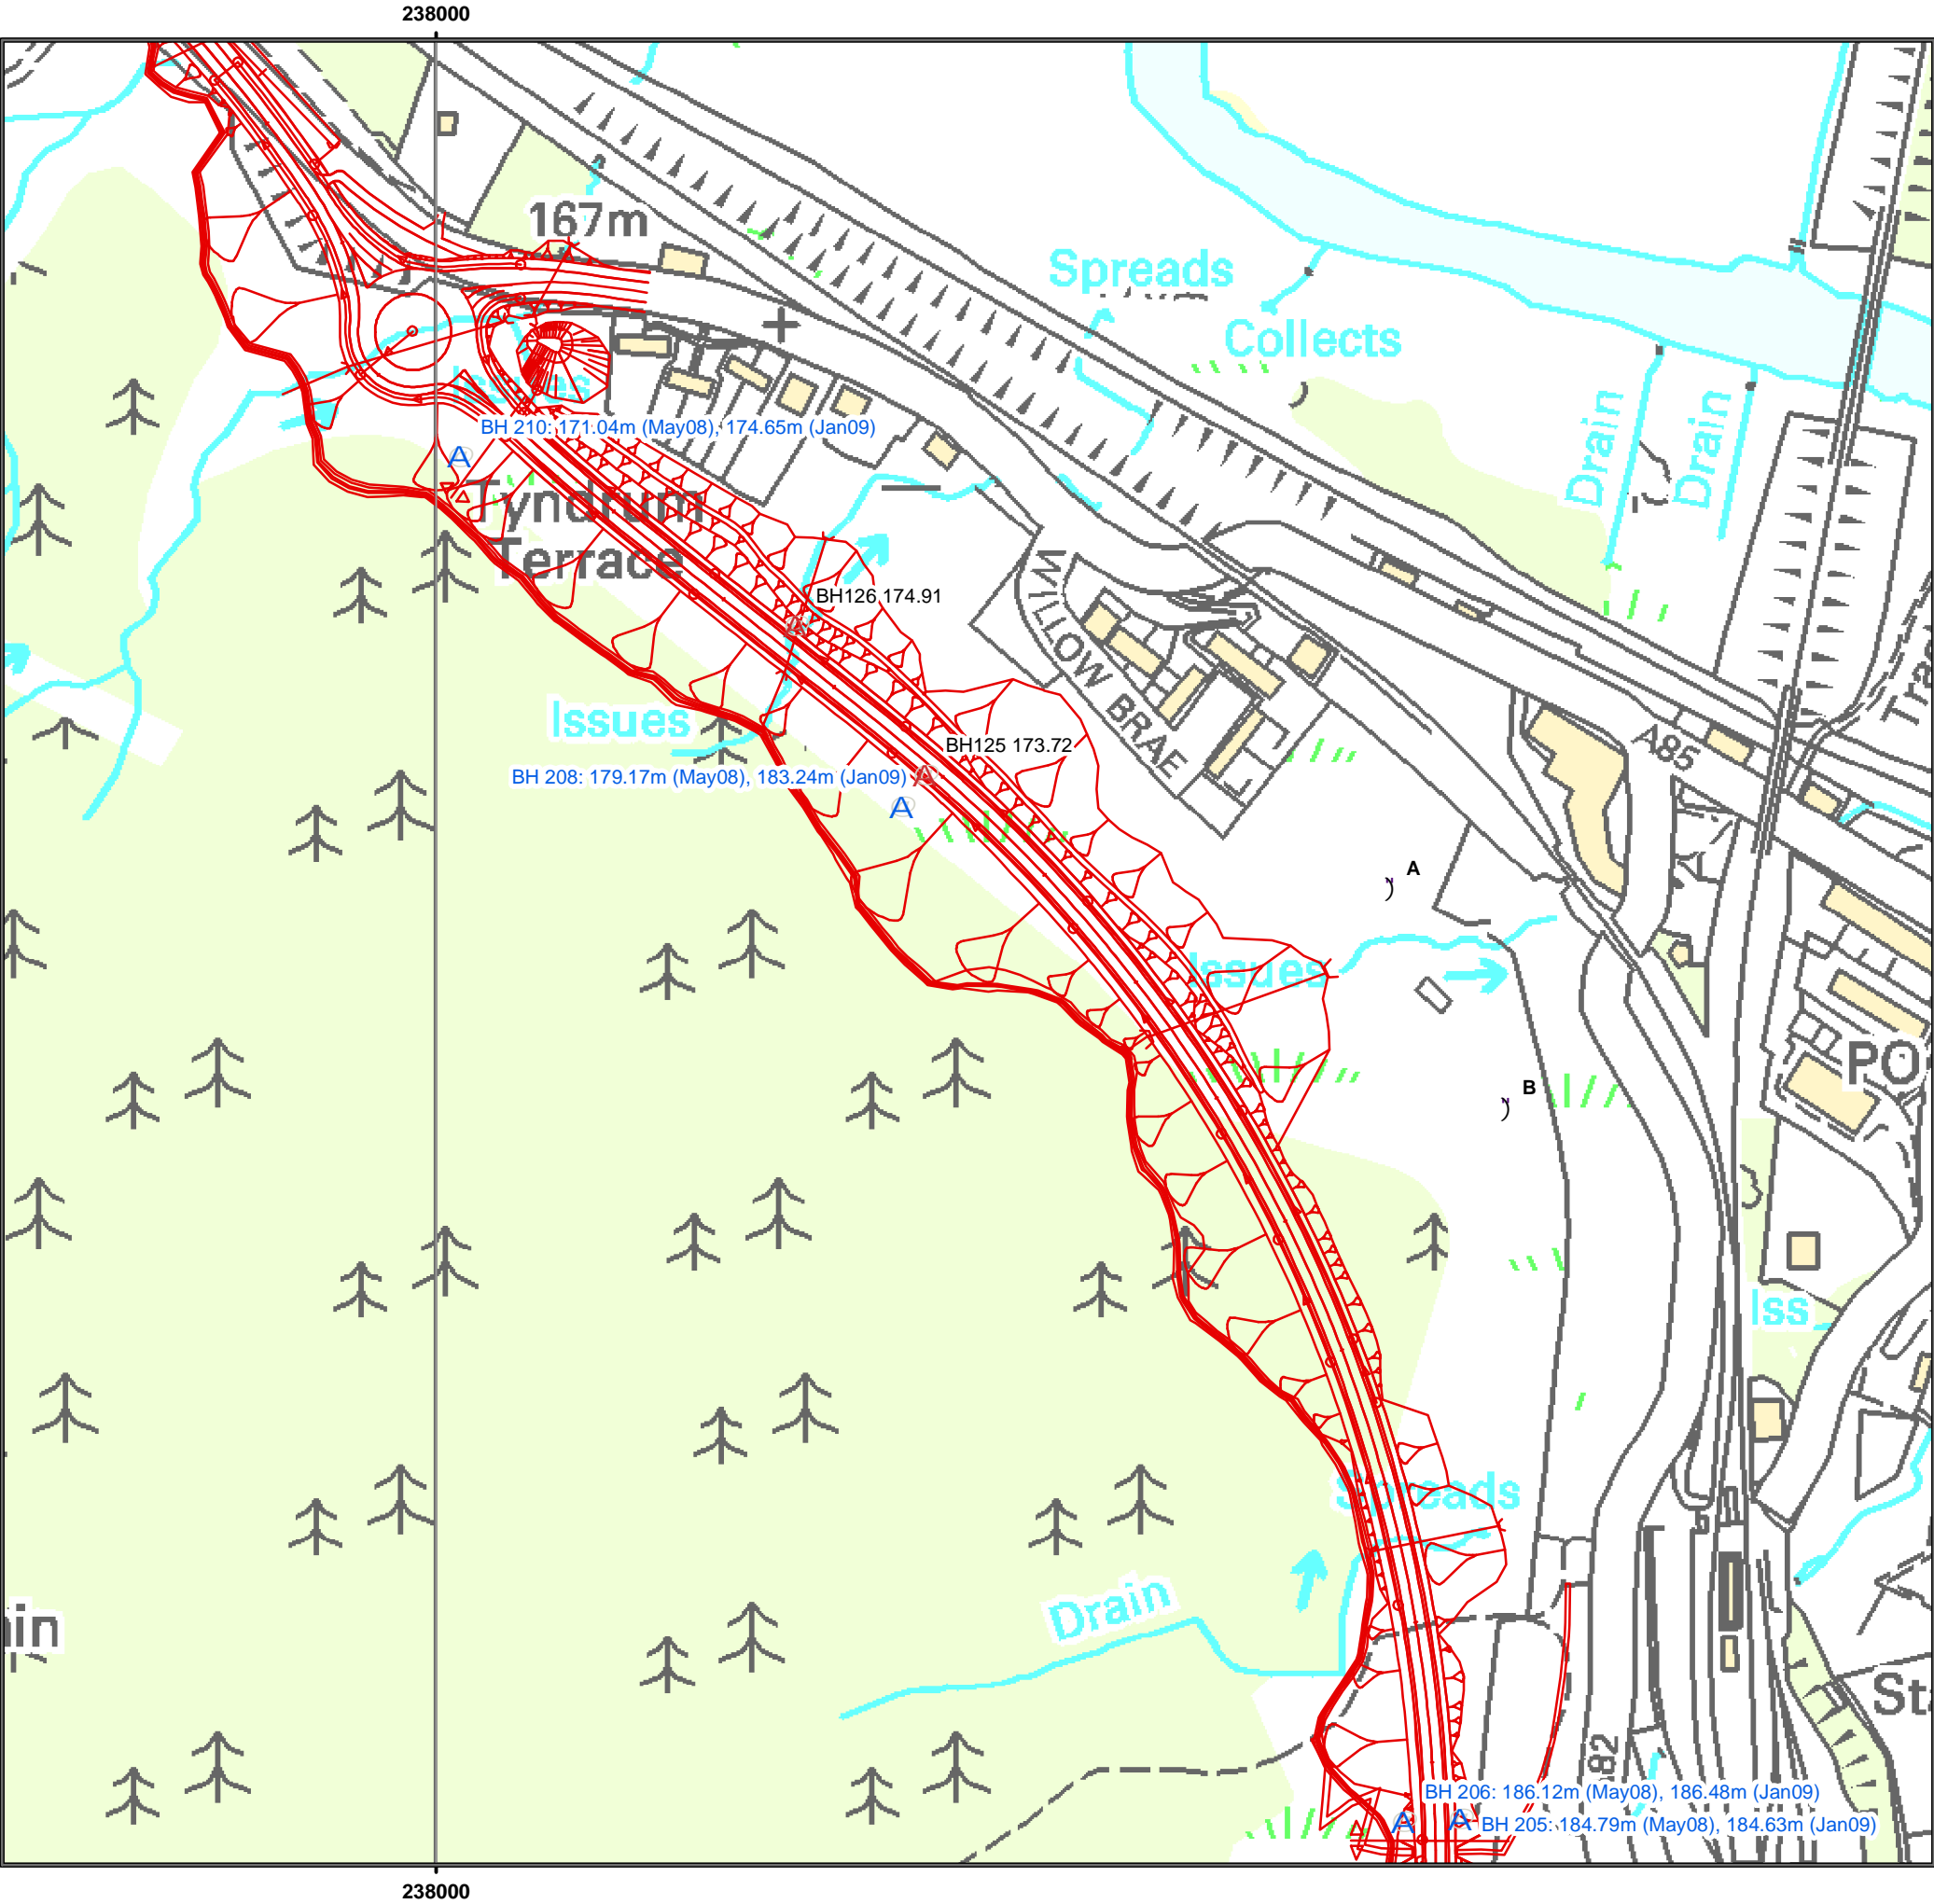 238000
167m
Spreads
Collects
Drain
Drain
Issues
BH 210: 171.04m (May08), 174.65m (Jan09)
A
Tyndrum
Terrace
BH126 174.91
WILLOW BRAE
Issues
BH125 173.72
A85
BH 208: 179.17m (May08), 183.24m (Jan09)
A
A
A
Issues
PO
B
Iss
Spreads
Drain
in
St
82
BH 206: 186.12m (May08), 186.48m (Jan09)
A
A
BH 205: 184.79m (May08), 184.63m (Jan09)
238000